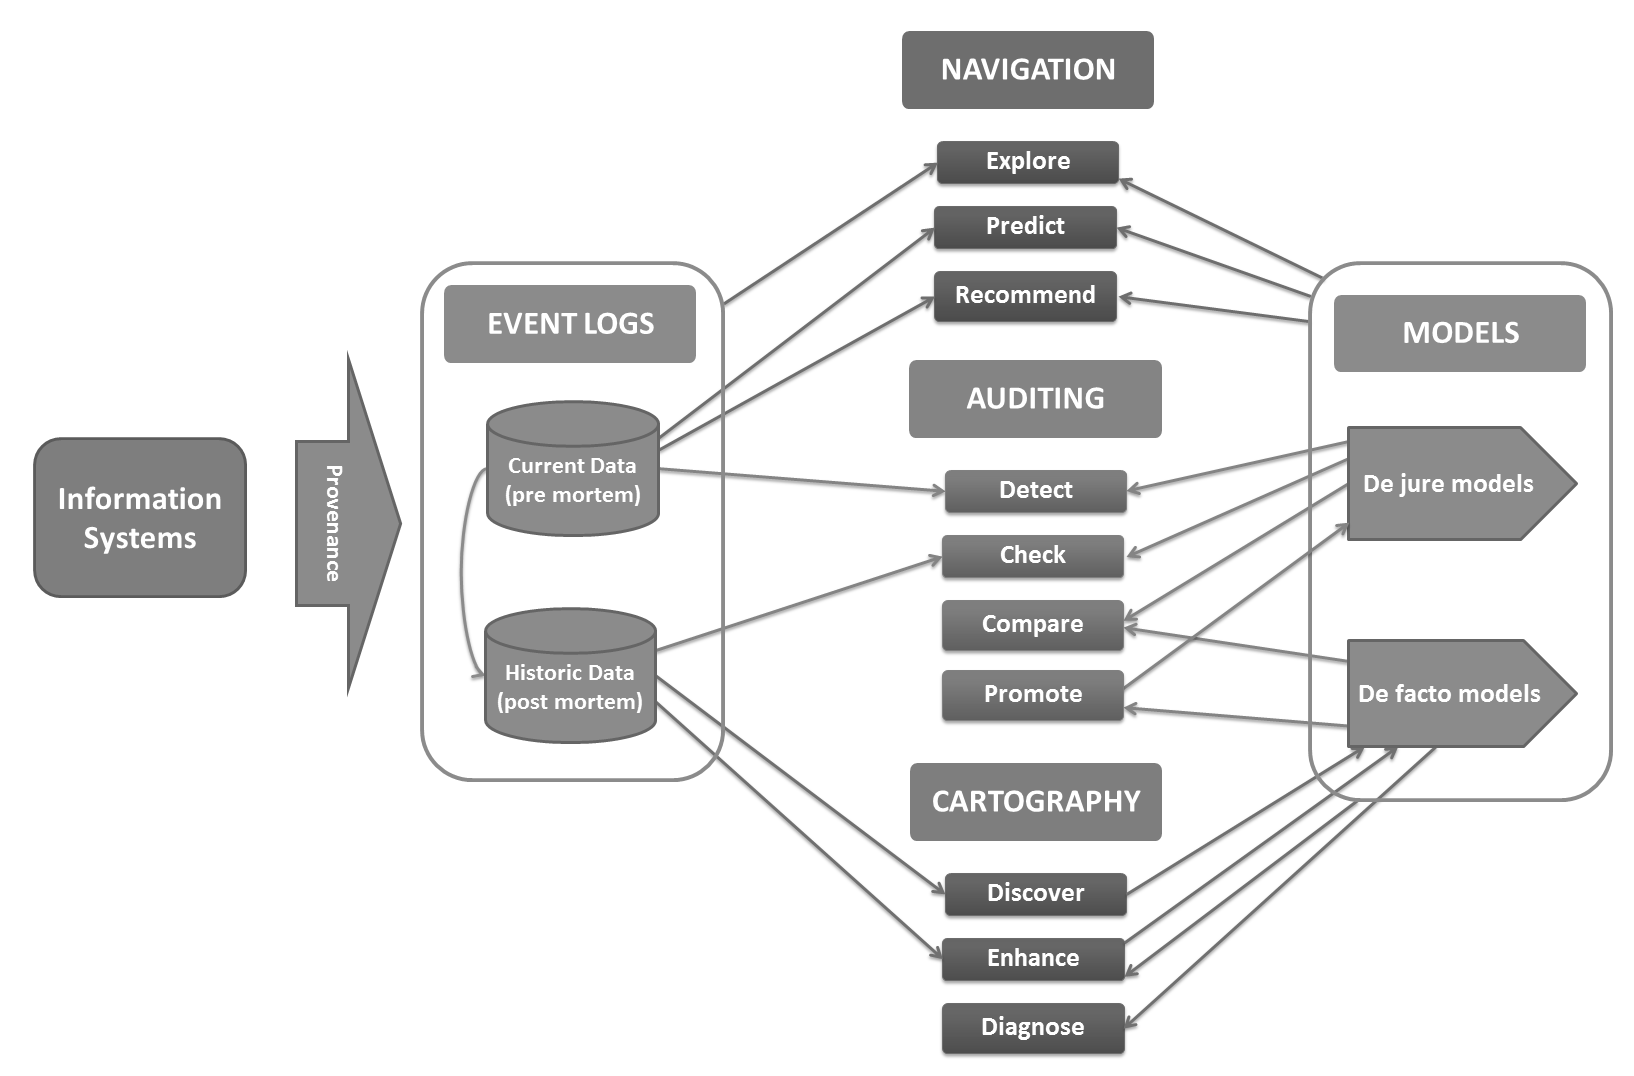 Information
Systems
Provenance
EVENT LOGS
Current Data
(pre mortem)
Historic Data
(post mortem)
NAVIGATION
Explore
Predict
Recommend
AUDITING
Detect
Check
Compare
Promote
CARTOGRAPHY
Discover
Enhance
Diagnose
MODELS
De jure models
De facto models